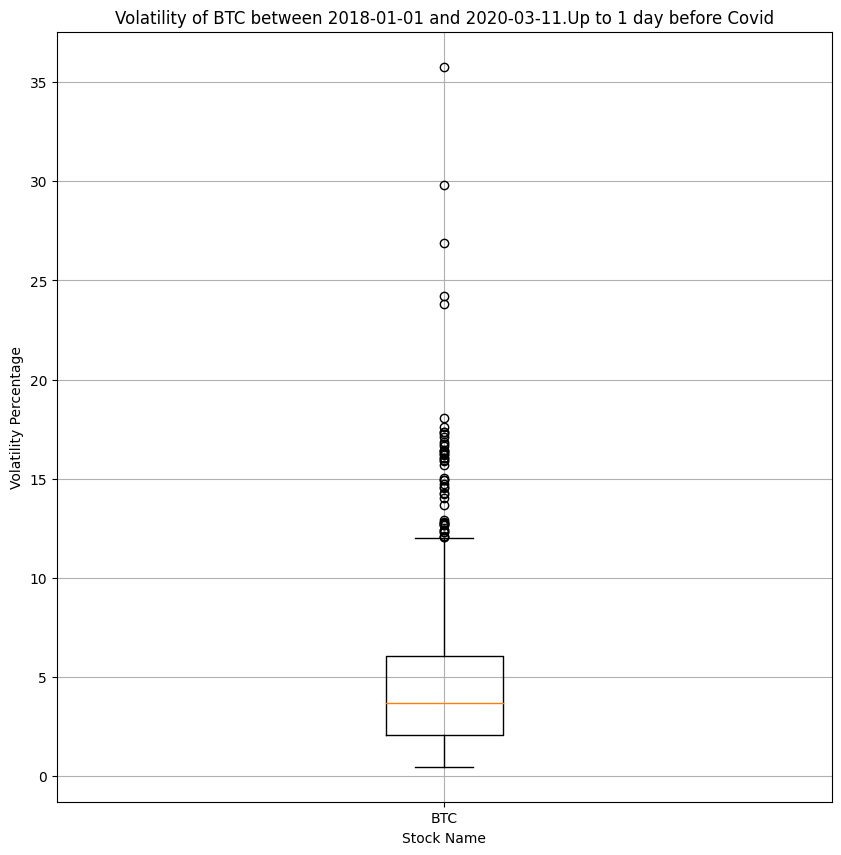 Volatility of BTC between 2018-01-01 and 2020-03-11.Up to 1 day before Covid
35
30
25
20
15
10
5
0
Volatility Percentage
BTC
Stock Name